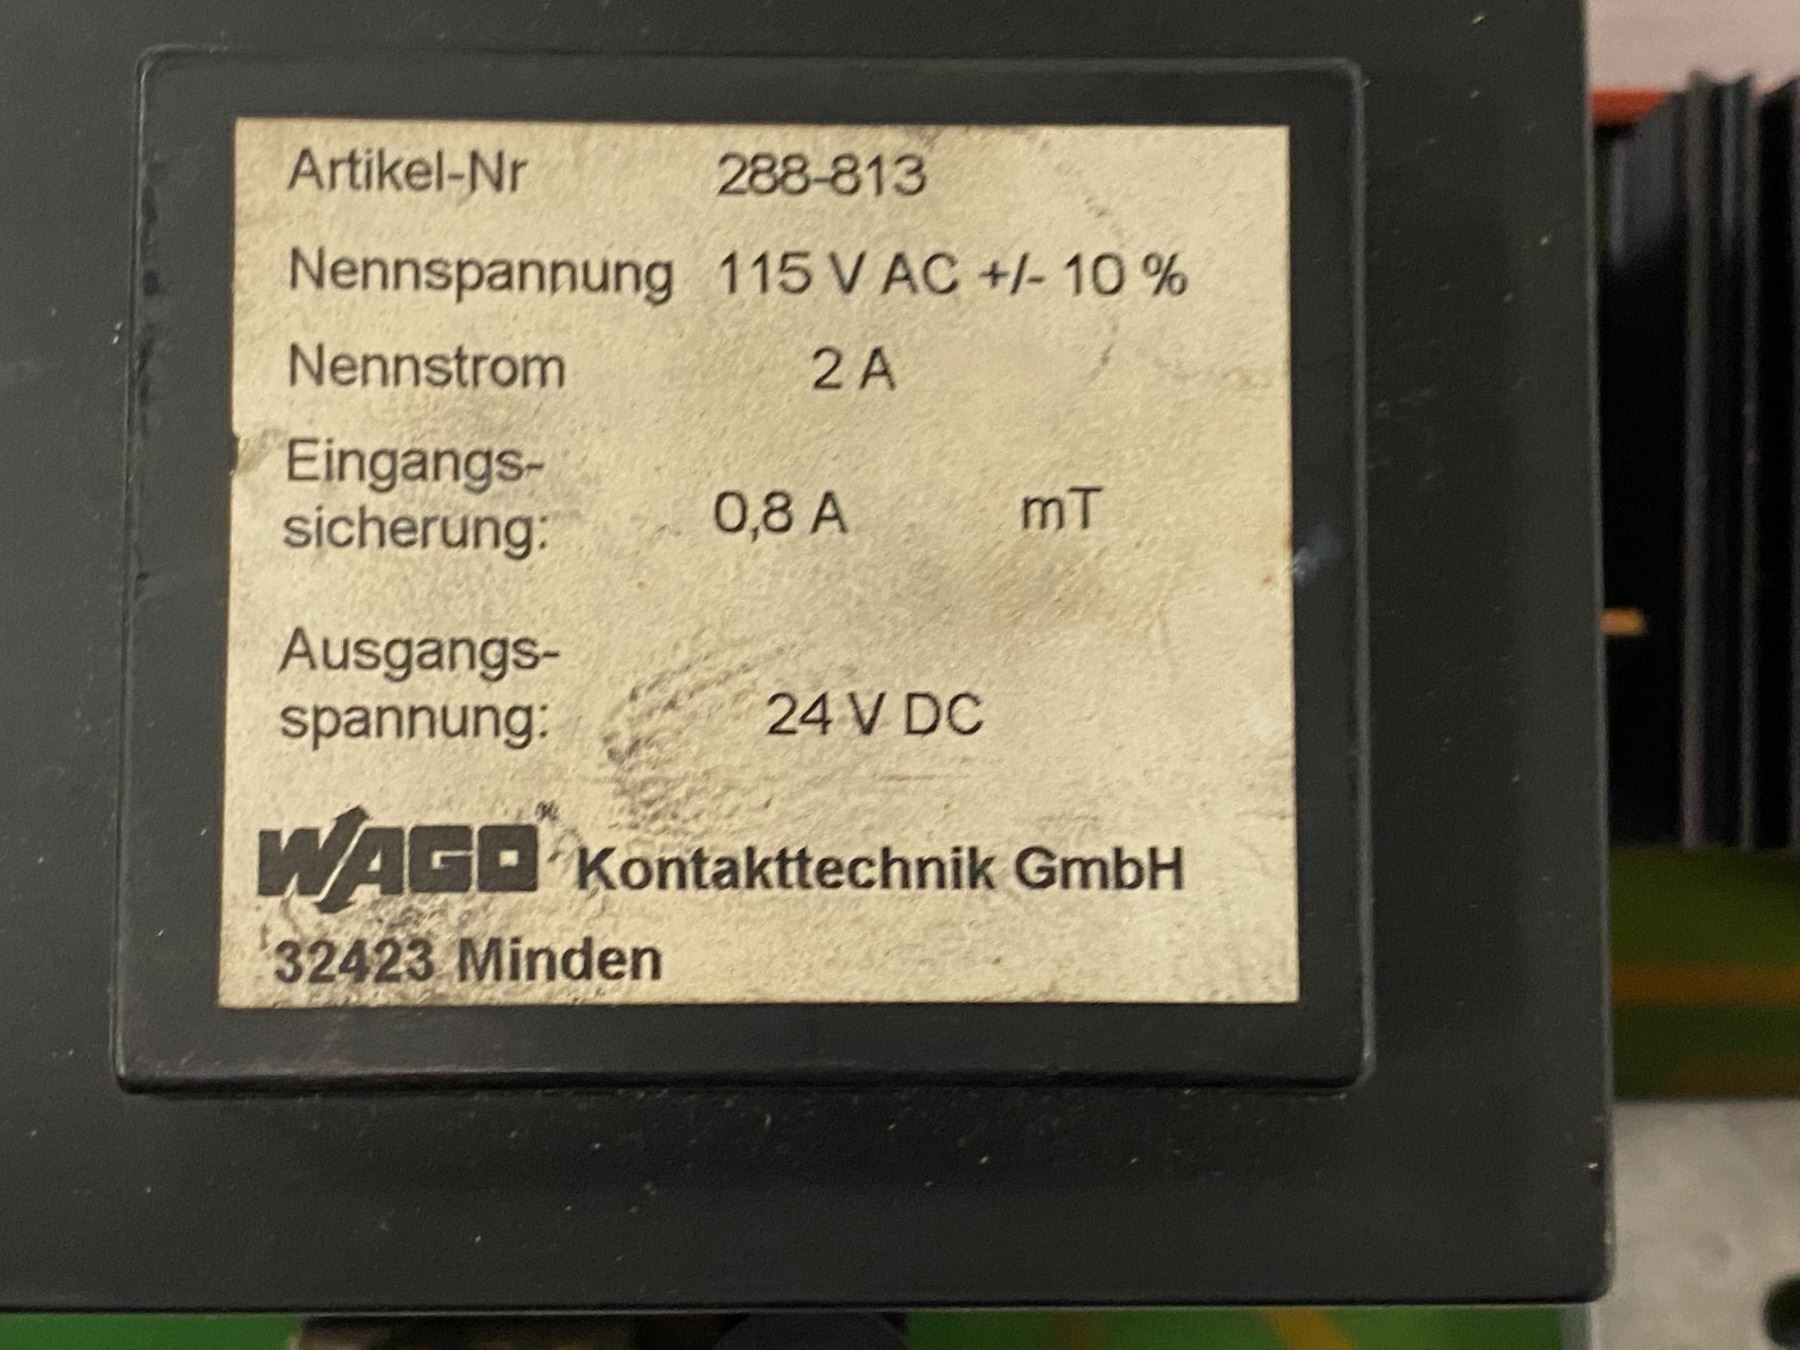 Artikel-Nr 288-813
Nennspannung 115 V AC +/- 10 %
Nennstrom 2 A
Eingangs-
sicherung: 0,8 A mT
Ausgangs-
spannung: 24 V DC
WAGO® Kontakttechnik GmbH
32423 Minden